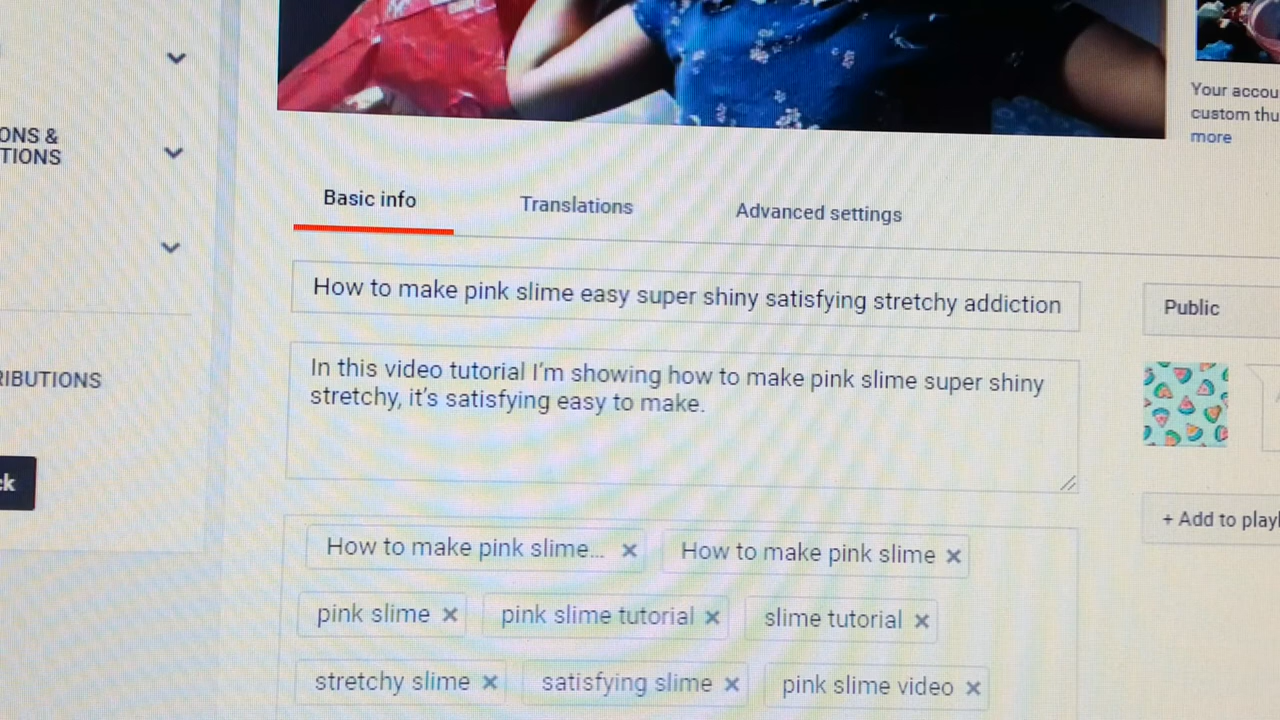 ONS &
TIONS
RIBUTIONS
ck
Your accou
custom thu
more
Basic info
Translations
Advanced settings
How to make pink slime easy super shiny satisfying stretchy addiction
Public
In this video tutorial I'm showing how to make pink slime super shiny
stretchy, it's satisfying easy to make.
+ Add to playl
How to make pink slime...
How to make pink slime
pink slime
pink slime tutorial
slime tutorial
stretchy slime
satisfying slime
pink slime video